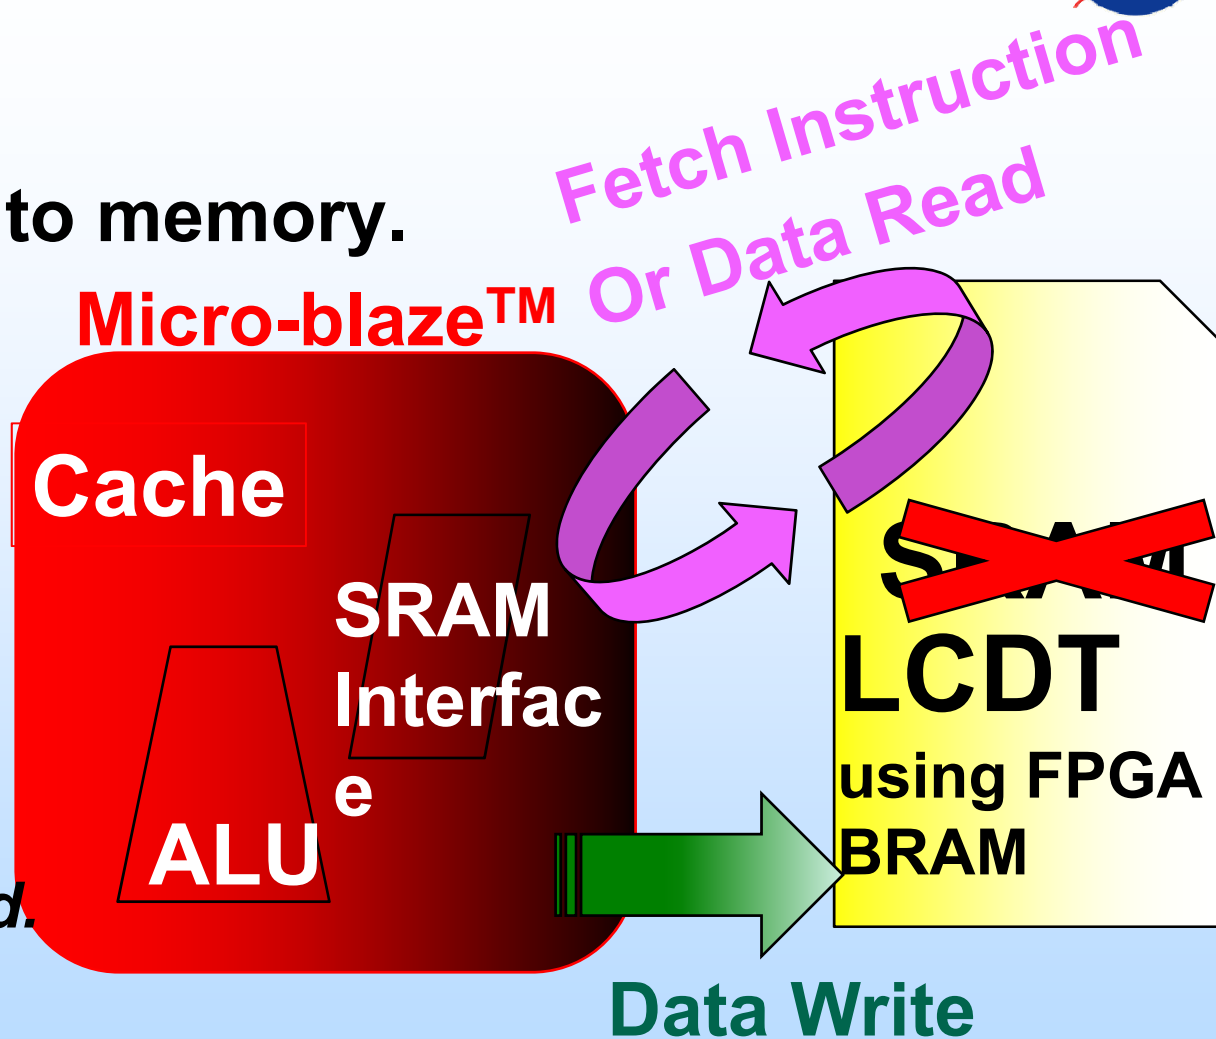 Fetch Instruction
Or Data Read
to memory.
Micro-blaze™
Cache
SRAM
Interfac
e
ALU
SRAM
LCDT
using FPGA
BRAM
d.
Data Write